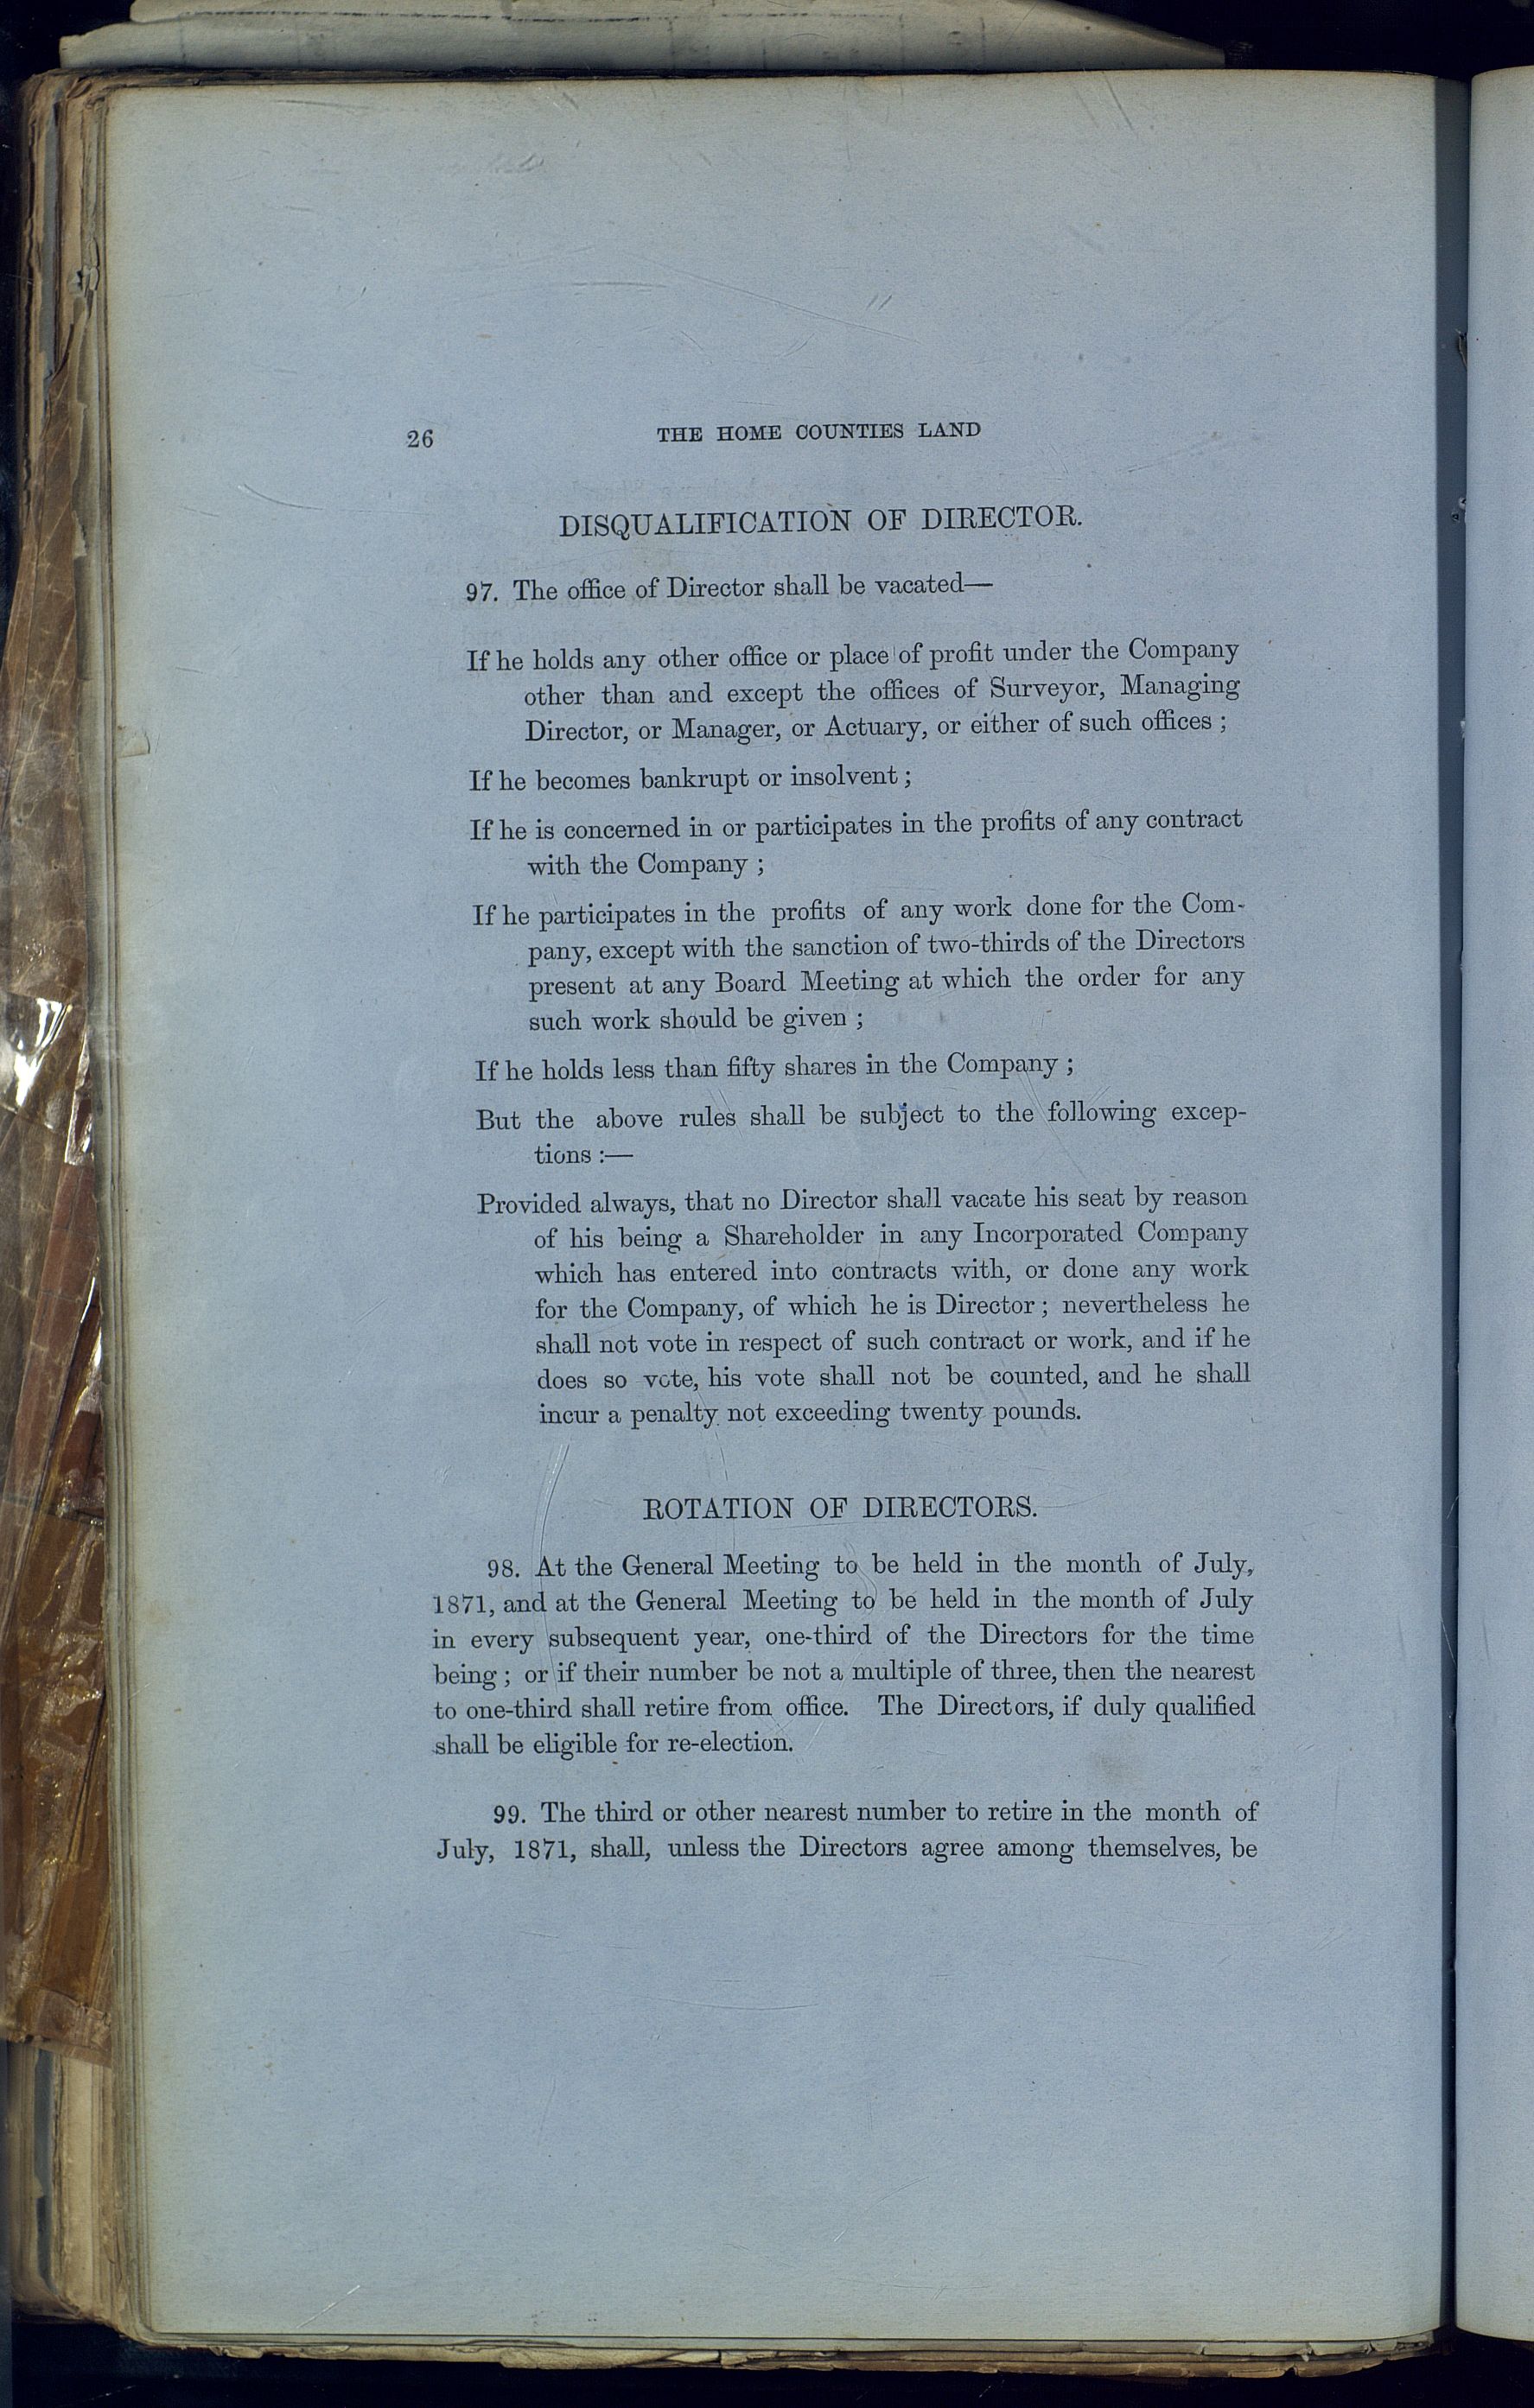 26
THE HOME COUNTIES LAND
DISQUALIFICATION OF DIRECTOR.
97. The office of Director shall be vacated—
If he holds any other office or place of profit under the Company
other than and except the offices of Surveyor, Managing
Director, or Manager, or Actuary, or either of such offices ;
If he becomes bankrupt or insolvent ;
If he is concerned in or participates in the profits of any contract
with the Company ;
If he participates in the profits of any work done for the Com-
pany, except with the sanction of two-thirds of the Directors
present at any Board Meeting at which the order for any
such work should be given ;
If he holds less than fifty shares in the Company ;
But the above rules shall be subject to the following excep-
tions :—
Provided always, that no Director shall vacate his seat by reason
of his being a Shareholder in any Incorporated Company
which has entered into contracts with, or done any work
for the Company, of which he is Director ; nevertheless he
shall not vote in respect of such contract or work, and if he
does so vote, his vote shall not be counted, and he shall
incur a penalty not exceeding twenty pounds.
ROTATION OF DIRECTORS.
98. At the General Meeting to be held in the month of July,
1871, and at the General Meeting to be held in the month of July
in every subsequent year, one-third of the Directors for the time
being ; or if their number be not a multiple of three, then the nearest
to one-third shall retire from office. The Directors, if duly qualified
shall be eligible for re-election.
99. The third or other nearest number to retire in the month of
July, 1871, shall, unless the Directors agree among themselves, be